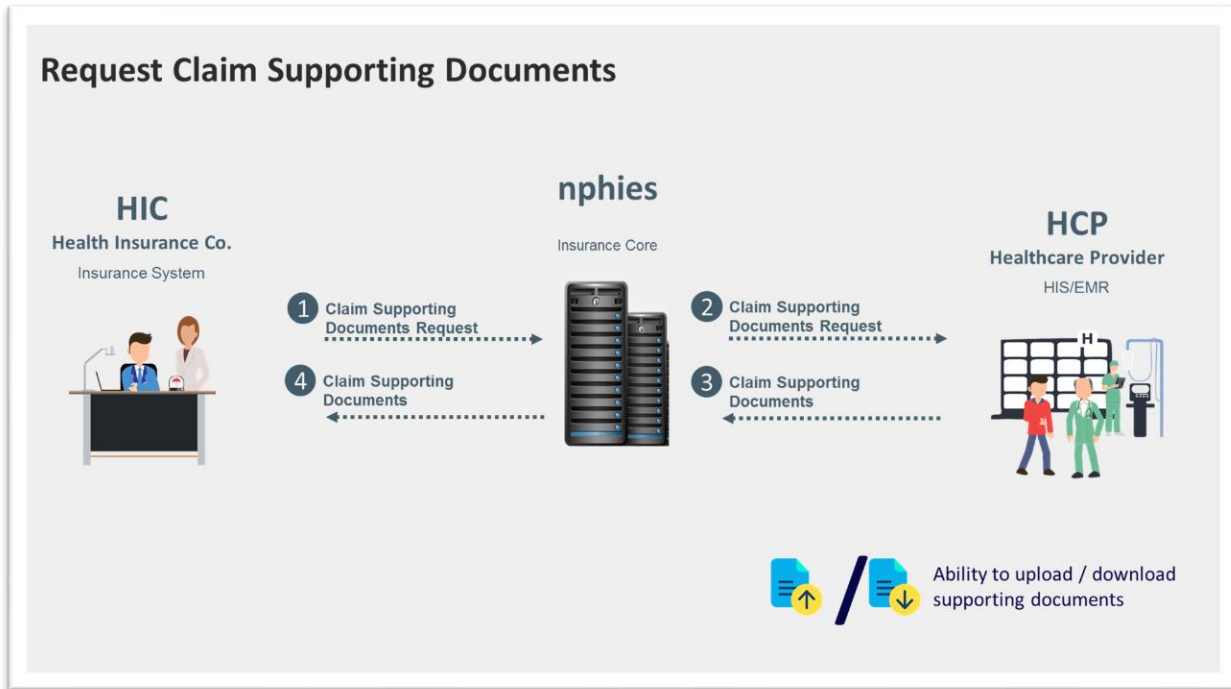 Request Claim Supporting Documents
HIC
Health Insurance Co.
Insurance System
nphies
Insurance Core
HCP
Healthcare Provider
HIS/EMR
H
1 Claim Supporting
Documents Request
2 Claim Supporting
Documents Request
4 Claim Supporting
Documents
3 Claim Supporting
Documents
Ability to upload / download
supporting documents